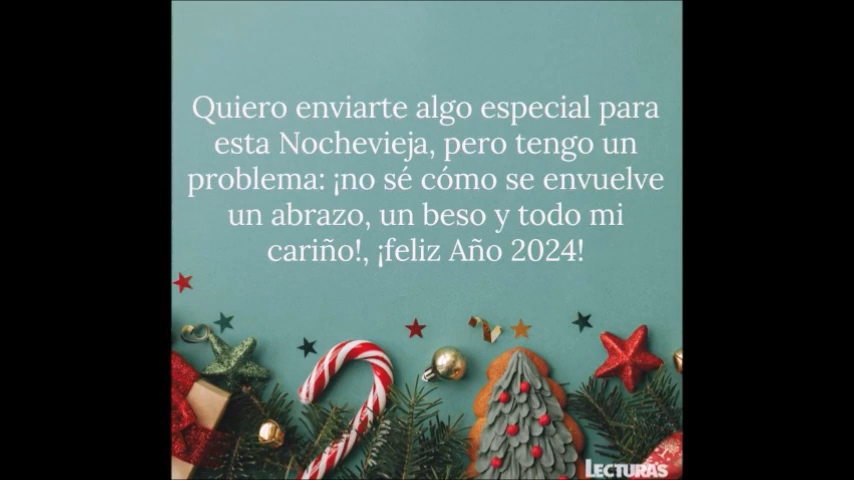 Quiero enviarte algo especial para
esta Nochevieja, pero tengo un
problema: ¡no sé cómo se envuelve
un abrazo, un beso y todo mi
cariño!, ¡feliz Año 2024!
LECTURAS